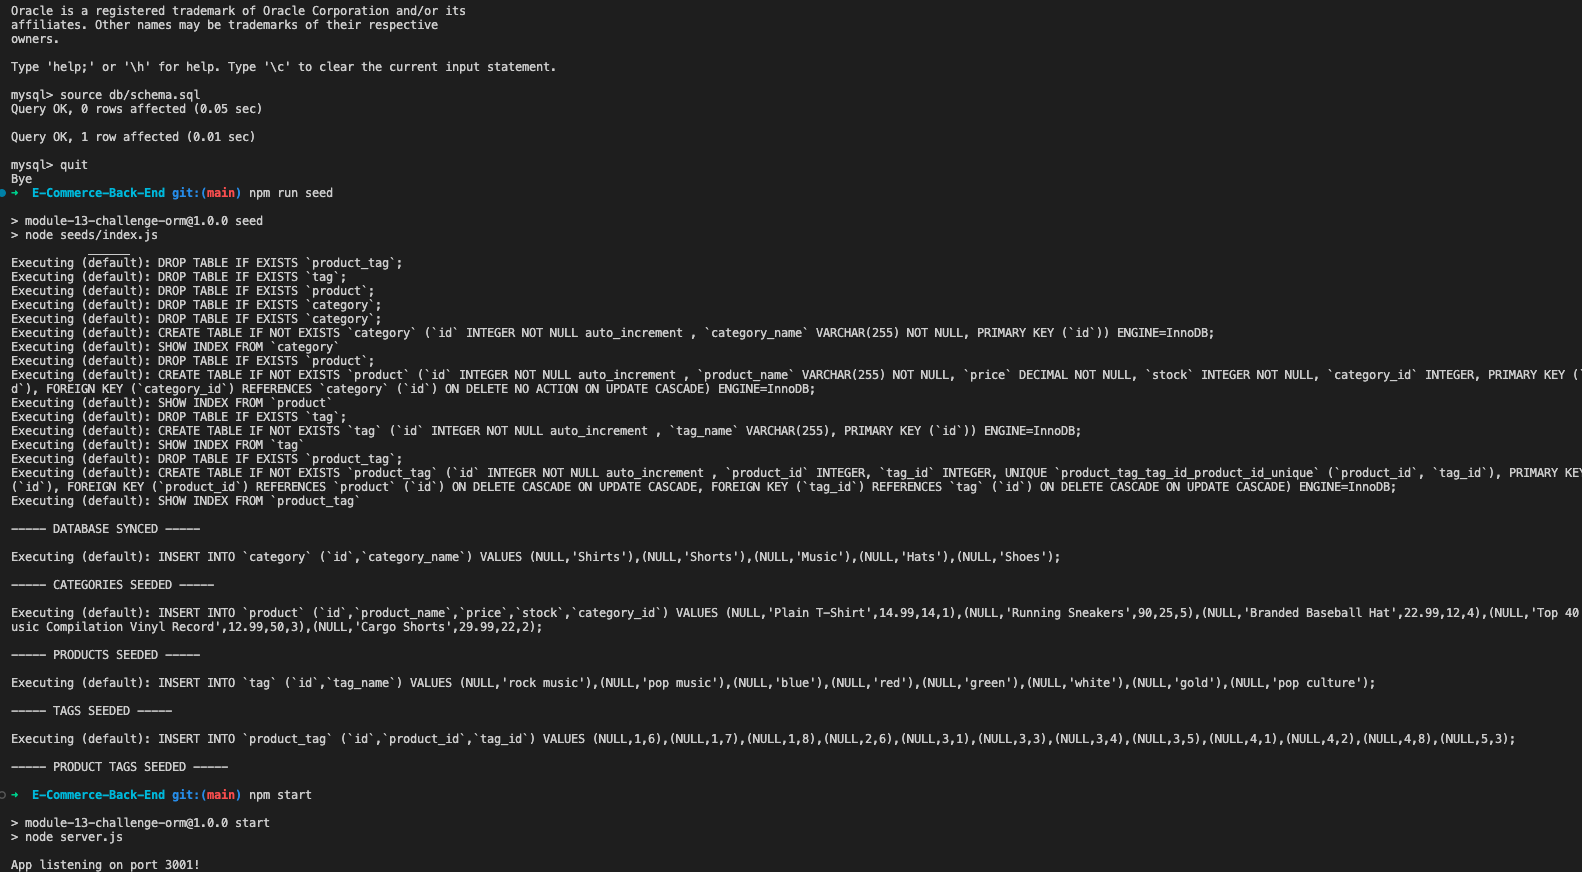 Oracle is a registered trademark of Oracle Corporation and/or its
affiliates. Other names may be trademarks of their respective
owners.
Type 'help;' or '\h' for help. Type '\c' to clear the current input statement.
mysql> source db/schema.sql
Query OK, 0 rows affected (0.05 sec)
Query OK, 1 row affected (0.01 sec)
mysql> quit
Bye
➜  E-Commerce-Back-End git:(main) npm run seed
> module-13-challenge-orm@1.0.0 seed
> node seeds/index.js
Executing (default): DROP TABLE IF EXISTS `product_tag`;
Executing (default): DROP TABLE IF EXISTS `tag`;
Executing (default): DROP TABLE IF EXISTS `product`;
Executing (default): DROP TABLE IF EXISTS `category`;
Executing (default): DROP TABLE IF EXISTS `category`;
Executing (default): CREATE TABLE IF NOT EXISTS `category` (`id` INTEGER NOT NULL auto_increment , `category_name` VARCHAR(255) NOT NULL, PRIMARY KEY (`id`)) ENGINE=InnoDB;
Executing (default): SHOW INDEX FROM `category`
Executing (default): DROP TABLE IF EXISTS `product`;
Executing (default): CREATE TABLE IF NOT EXISTS `product` (`id` INTEGER NOT NULL auto_increment , `product_name` VARCHAR(255) NOT NULL, `price` DECIMAL NOT NULL, `stock` INTEGER NOT NULL, `category_id` INTEGER, PRIMARY KEY (`
d`), FOREIGN KEY (`category_id`) REFERENCES `category` (`id`) ON DELETE NO ACTION ON UPDATE CASCADE) ENGINE=InnoDB;
Executing (default): SHOW INDEX FROM `product`
Executing (default): DROP TABLE IF EXISTS `tag`;
Executing (default): CREATE TABLE IF NOT EXISTS `tag` (`id` INTEGER NOT NULL auto_increment , `tag_name` VARCHAR(255), PRIMARY KEY (`id`)) ENGINE=InnoDB;
Executing (default): SHOW INDEX FROM `tag`
Executing (default): DROP TABLE IF EXISTS `product_tag`;
Executing (default): CREATE TABLE IF NOT EXISTS `product_tag` (`id` INTEGER NOT NULL auto_increment , `product_id` INTEGER, `tag_id` INTEGER, UNIQUE `product_tag_tag_id_product_id_unique` (`product_id`, `tag_id`), PRIMARY KEY
(`id`), FOREIGN KEY (`product_id`) REFERENCES `product` (`id`) ON DELETE CASCADE ON UPDATE CASCADE, FOREIGN KEY (`tag_id`) REFERENCES `tag` (`id`) ON DELETE CASCADE ON UPDATE CASCADE) ENGINE=InnoDB;
Executing (default): SHOW INDEX FROM `product_tag`
----- DATABASE SYNCED -----
Executing (default): INSERT INTO `category` (`id`,`category_name`) VALUES (NULL,'Shirts'),(NULL,'Shorts'),(NULL,'Music'),(NULL,'Hats'),(NULL,'Shoes');
----- CATEGORIES SEEDED -----
Executing (default): INSERT INTO `product` (`id`,`product_name`,`price`,`stock`,`category_id`) VALUES (NULL,'Plain T-Shirt',14.99,14,1),(NULL,'Running Sneakers',90,25,5),(NULL,'Branded Baseball Hat',22.99,12,4),(NULL,'Top 40
usic Compilation Vinyl Record',12.99,50,3),(NULL,'Cargo Shorts',29.99,22,2);
----- PRODUCTS SEEDED -----
Executing (default): INSERT INTO `tag` (`id`,`tag_name`) VALUES (NULL,'rock music'),(NULL,'pop music'),(NULL,'blue'),(NULL,'red'),(NULL,'green'),(NULL,'white'),(NULL,'gold'),(NULL,'pop culture');
----- TAGS SEEDED -----
Executing (default): INSERT INTO `product_tag` (`id`,`product_id`,`tag_id`) VALUES (NULL,1,6),(NULL,1,7),(NULL,1,8),(NULL,2,6),(NULL,3,1),(NULL,3,3),(NULL,3,4),(NULL,3,5),(NULL,4,1),(NULL,4,2),(NULL,4,8),(NULL,5,3);
----- PRODUCT TAGS SEEDED -----
➜  E-Commerce-Back-End git:(main) npm start
> module-13-challenge-orm@1.0.0 start
> node server.js
App listening on port 3001!